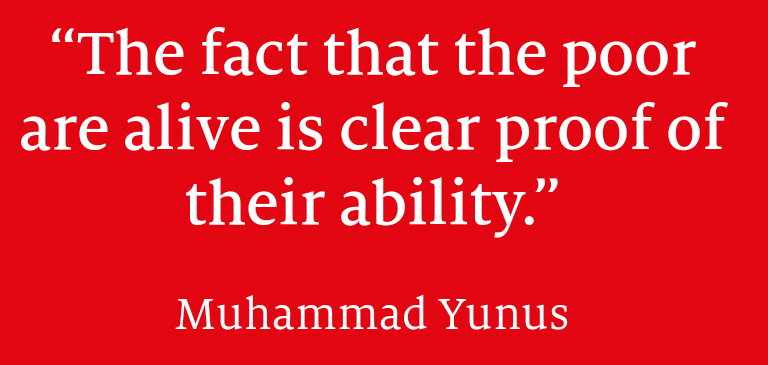 “The fact that the poor
are alive is clear proof of
their ability.”
Muhammad Yunus